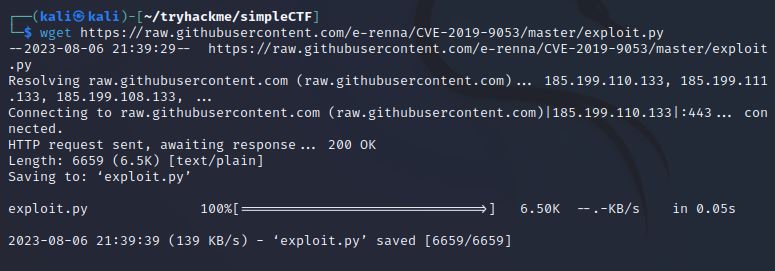 ┌──(kali㉿kali)-[~/tryhackme/simpleCTF]
└─$ wget https://raw.githubusercontent.com/e-renna/CVE-2019-9053/master/exploit.py
--2023-08-06 21:39:29--  https://raw.githubusercontent.com/e-renna/CVE-2019-9053/master/exploit
.py
Resolving raw.githubusercontent.com (raw.githubusercontent.com)... 185.199.110.133, 185.199.111
.133, 185.199.108.133, ...
Connecting to raw.githubusercontent.com (raw.githubusercontent.com)|185.199.110.133|:443... con
nected.
HTTP request sent, awaiting response... 200 OK
Length: 6659 (6.5K) [text/plain]
Saving to: ‘exploit.py’
exploit.py              100%[==============================>]   6.50K  --.-KB/s    in 0.05s
2023-08-06 21:39:39 (139 KB/s) - ‘exploit.py’ saved [6659/6659]